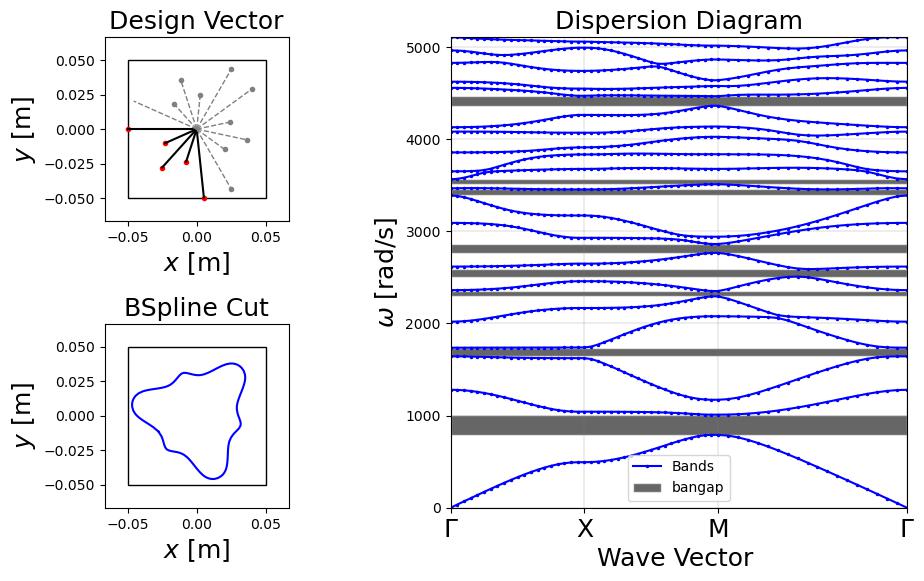 Design Vector
0.050
0.025
0.000
−0.025
−0.050
y [m]
−0.05
0.00
0.05
x [m]
BSpline Cut
0.050
0.025
0.000
−0.025
−0.050
y [m]
−0.05
0.00
0.05
x [m]
Dispersion Diagram
5000
4000
3000
2000
1000
0
ω [rad/s]
Bands
bangap
Γ
X
M
Γ
Wave Vector